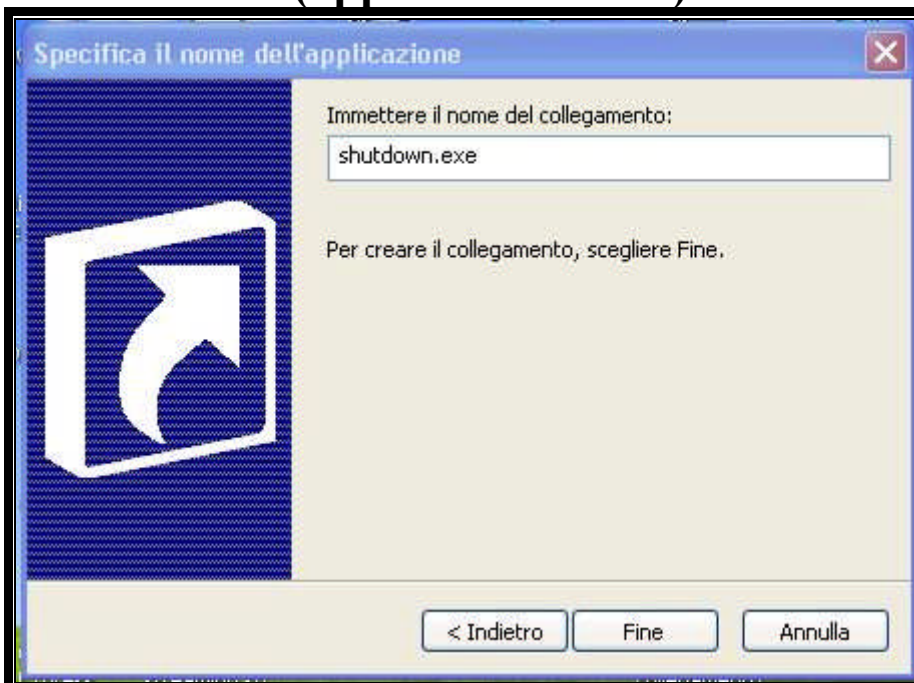 Specifica il nome dell'applicazione
Immettere il nome del collegamento:
shutdown.exe
Per creare il collegamento, scegliere Fine.
< Indietro
Fine
Annulla